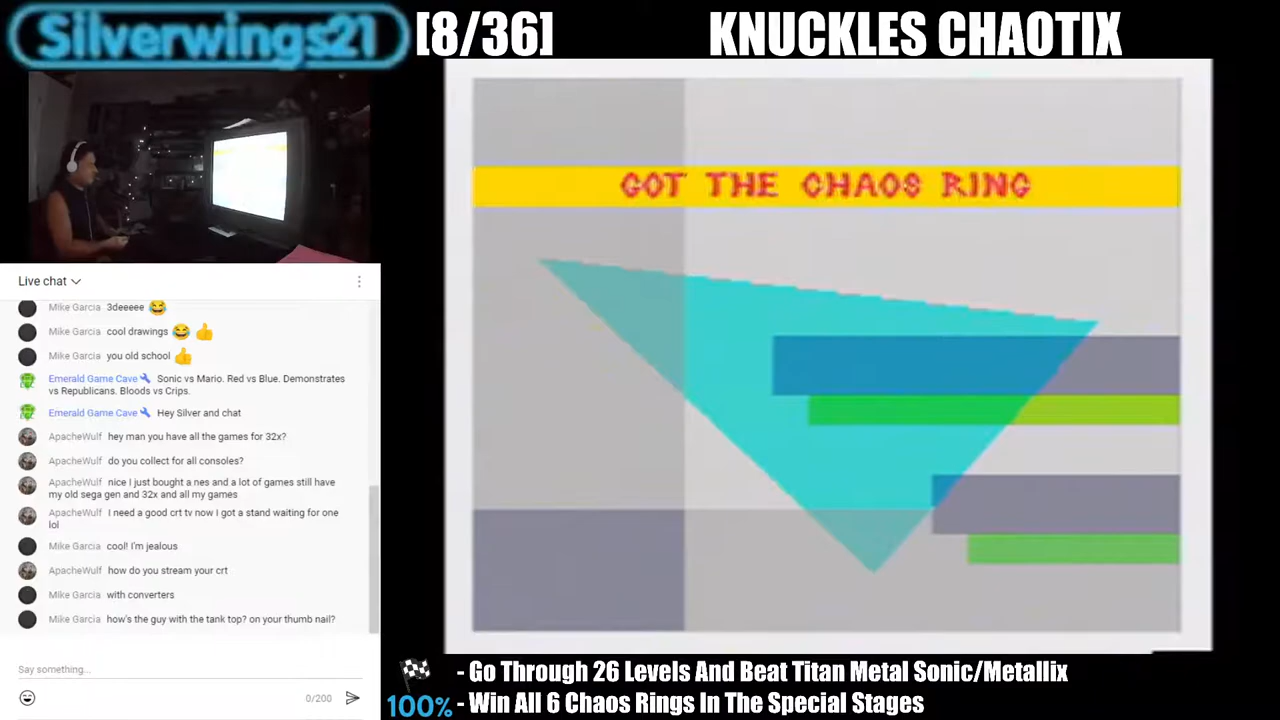 Silverwings21
[8/36]
KNUCKLES CHAOTIX
GOT THE CHAOS RING
Live chat
Mike Garcia 3deeeee 😂
Mike Garcia cool drawings 😂 👍
Mike Garcia you old school 👍
Emerald Game Cave Sonic vs Mario. Red vs Blue. Demonstrates
vs Republicans. Bloods vs Crips.
Emerald Game Cave Hey Silver and chat
ApacheWulf hey man you have all the games for 32x?
ApacheWulf do you collect for all consoles?
ApacheWulf nice I just bought a nes and a lot of games still have
my old sega gen and 32x and all my games
ApacheWulf I need a good crt tv now I got a stand waiting for one
lol
Mike Garcia cool! I'm jealous
ApacheWulf how do you stream your crt
Mike Garcia with converters
Mike Garcia how's the guy with the tank top? on your thumb nail?
Say something...
0/200
- Go Through 26 Levels And Beat Titan Metal Sonic/Metallix
100% - Win All 6 Chaos Rings In The Special Stages